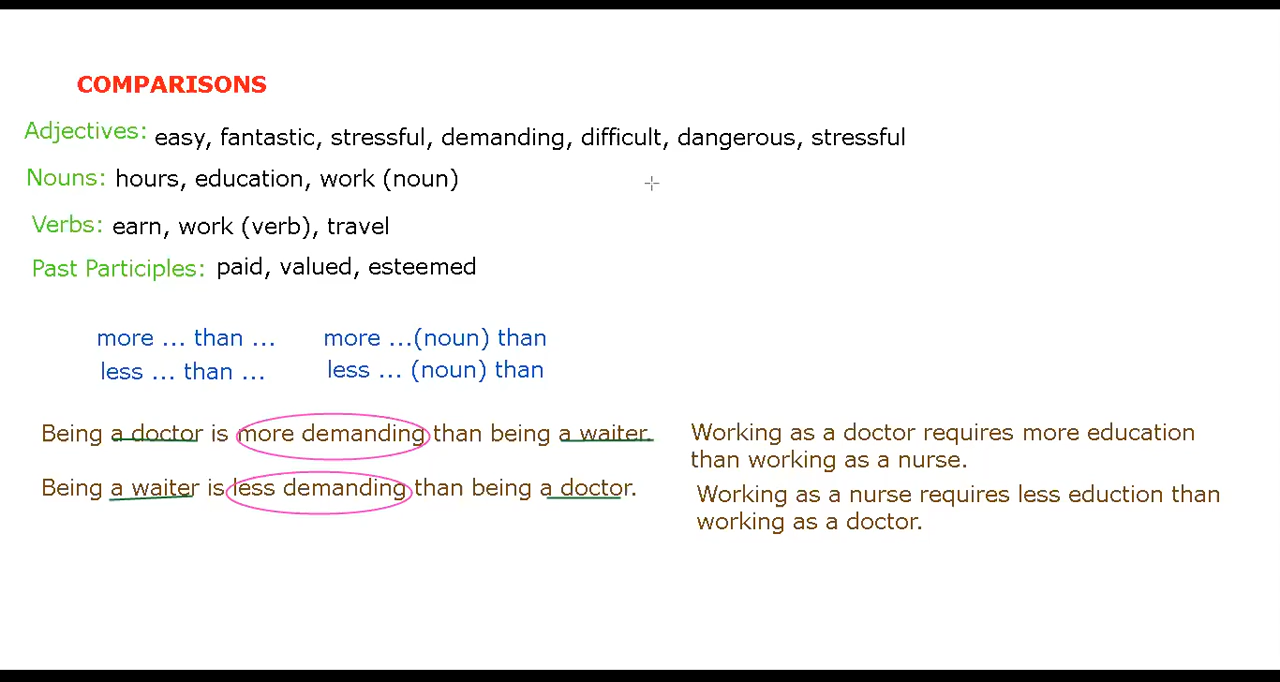 COMPARISONS
Adjectives: easy, fantastic, stressful, demanding, difficult, dangerous, stressful
Nouns: hours, education, work (noun)
Verbs: earn, work (verb), travel
Past Participles: paid, valued, esteemed
more ... than ... more ...(noun) than
less ... than ... less ... (noun) than
Being a doctor is more demanding than being a waiter.
Being a waiter is less demanding than being a doctor.
Working as a doctor requires more education
than working as a nurse.
Working as a nurse requires less eduction than
working as a doctor.